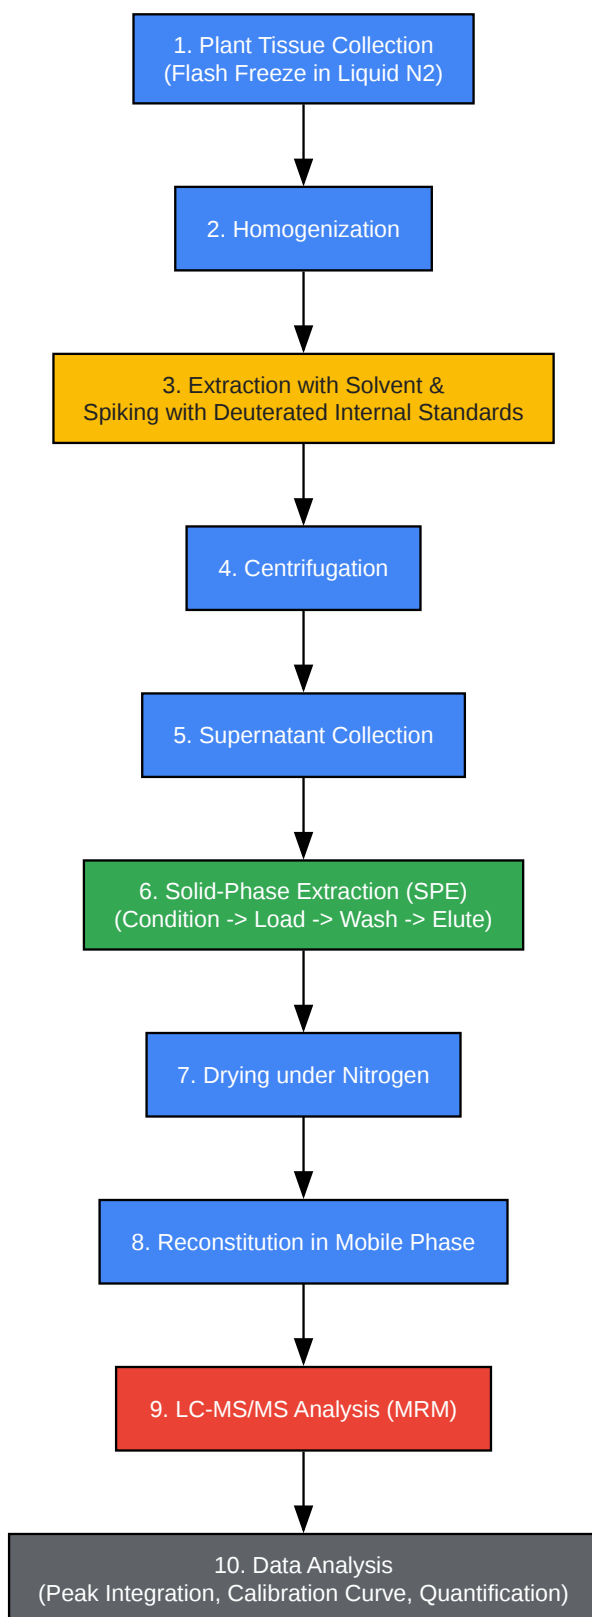 1. Plant Tissue Collection
(Flash Freeze in Liquid N2)
2. Homogenization
3. Extraction with Solvent &
Spiking with Deuterated Internal Standards
4. Centrifugation
5. Supernatant Collection
6. Solid-Phase Extraction (SPE)
(Condition -> Load -> Wash -> Elute)
7. Drying under Nitrogen
8. Reconstitution in Mobile Phase
9. LC-MS/MS Analysis (MRM)
10. Data Analysis
(Peak Integration, Calibration Curve, Quantification)